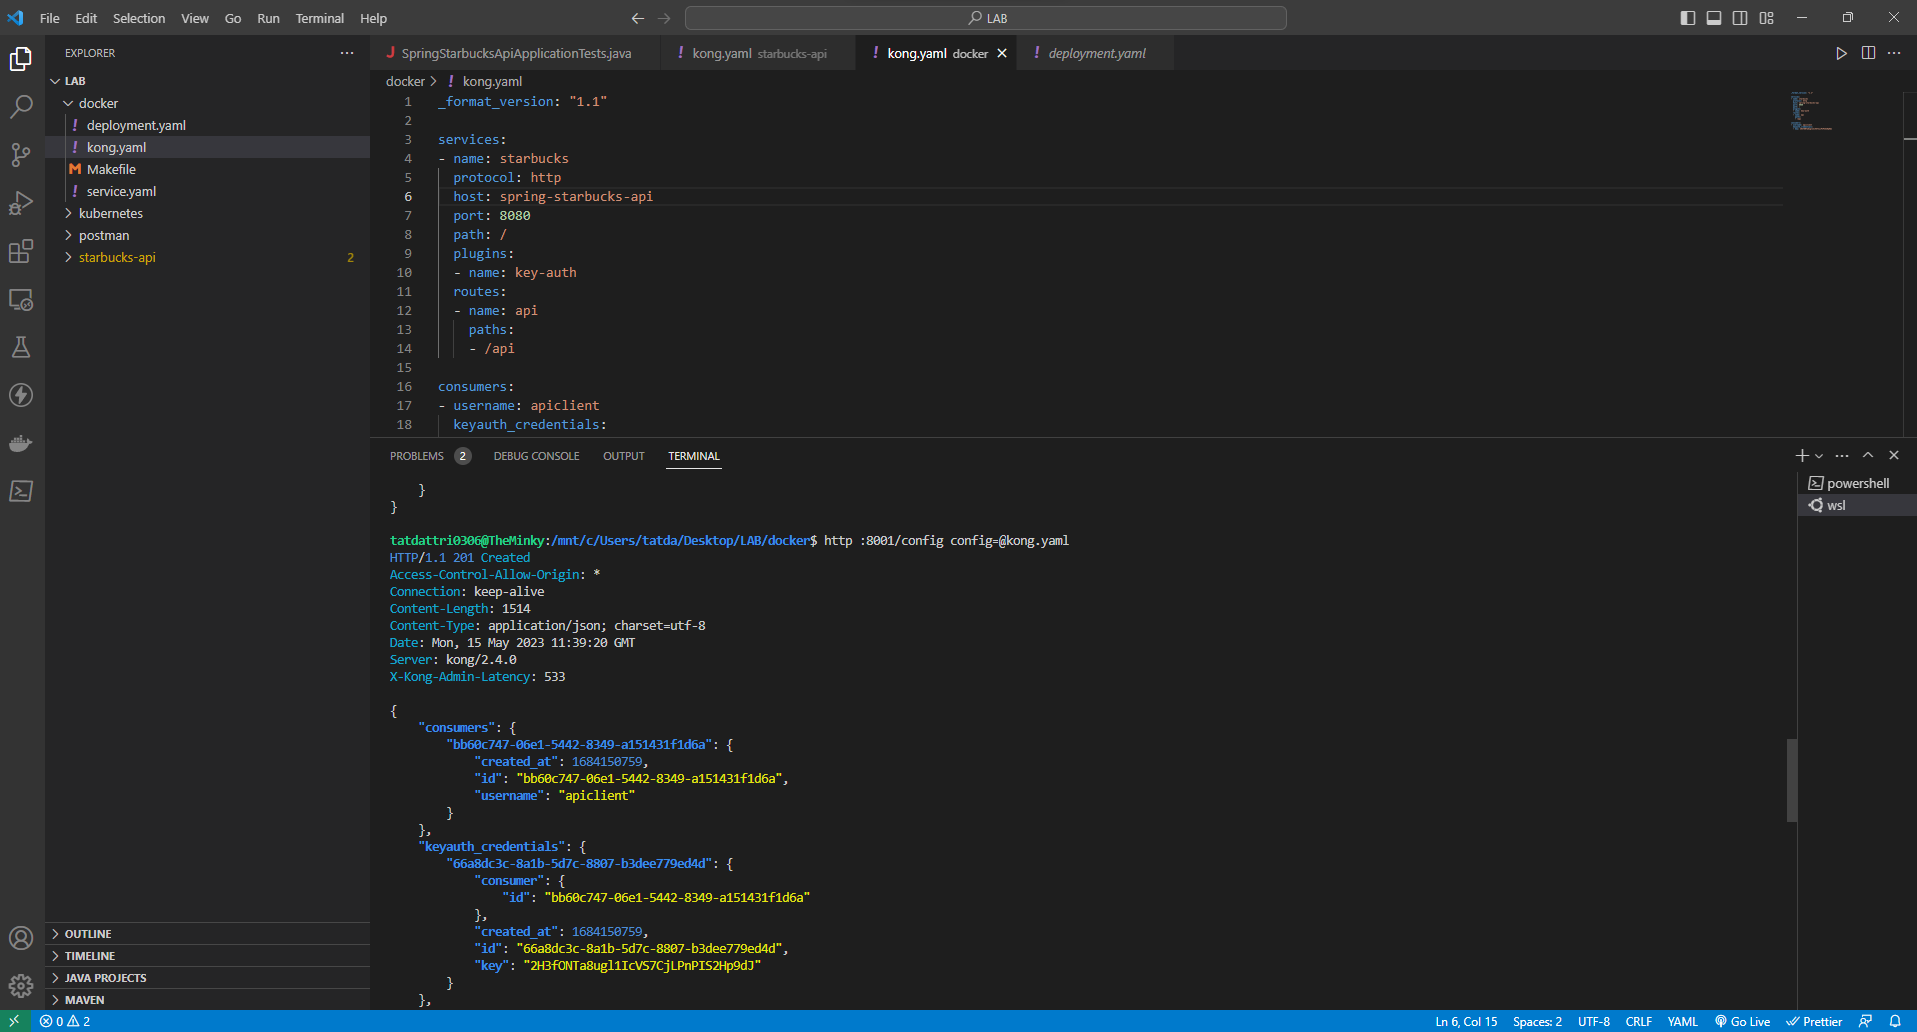 File Edit Selection View Go Run Terminal Help
LAB
EXPLORER
LAB
docker
deployment.yaml
kong.yaml
Makefile
service.yaml
kubernetes
postman
starbucks-api 2
OUTLINE
TIMELINE
JAVA PROJECTS
MAVEN
SpringStarbucksApiApplicationTests.java
kong.yaml starbucks-api
kong.yaml docker
deployment.yaml
docker > kong.yaml
1 _format_version: "1.1"
2
3 services:
4 - name: starbucks
5   protocol: http
6   host: spring-starbucks-api
7   port: 8080
8   path: /
9   plugins:
10   - name: key-auth
11   routes:
12   - name: api
13     paths:
14     - /api
15
16 consumers:
17 - username: apiclient
18   keyauth_credentials:
PROBLEMS 2 DEBUG CONSOLE OUTPUT TERMINAL
powershell
wsl
    }
}
tatdattri0306@TheMinky:/mnt/c/Users/tatda/Desktop/LAB/docker$ http :8001/config config=@kong.yaml
HTTP/1.1 201 Created
Access-Control-Allow-Origin: *
Connection: keep-alive
Content-Length: 1514
Content-Type: application/json; charset=utf-8
Date: Mon, 15 May 2023 11:39:20 GMT
Server: kong/2.4.0
X-Kong-Admin-Latency: 533
{
    "consumers": {
        "bb60c747-06e1-5442-8349-a151431f1d6a": {
            "created_at": 1684150759,
            "id": "bb60c747-06e1-5442-8349-a151431f1d6a",
            "username": "apiclient"
        }
    },
    "keyauth_credentials": {
        "66a8dc3c-8a1b-5d7c-8807-b3dee779ed4d": {
            "consumer": {
                "id": "bb60c747-06e1-5442-8349-a151431f1d6a"
            },
            "created_at": 1684150759,
            "id": "66a8dc3c-8a1b-5d7c-8807-b3dee779ed4d",
            "key": "2H3fONTa8ugl1IcVS7CjLPnPIS2Hp9dJ"
        }
    },
0 2
Ln 6, Col 15 Spaces: 2 UTF-8 CRLF YAML Go Live Prettier